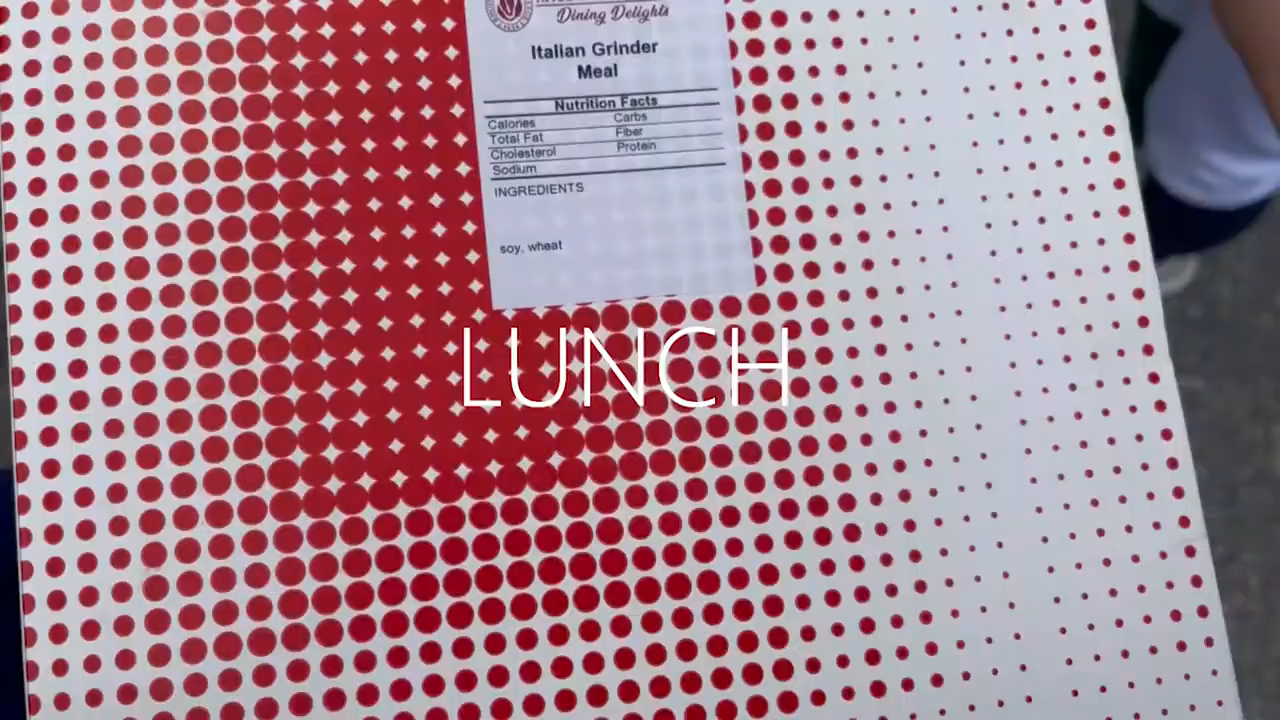 Dining Delights
Italian Grinder
Meal
Nutrition Facts
Calories Carbs
Total Fat Fiber
Cholesterol Protein
Sodium
INGREDIENTS
soy, wheat
LUNCH